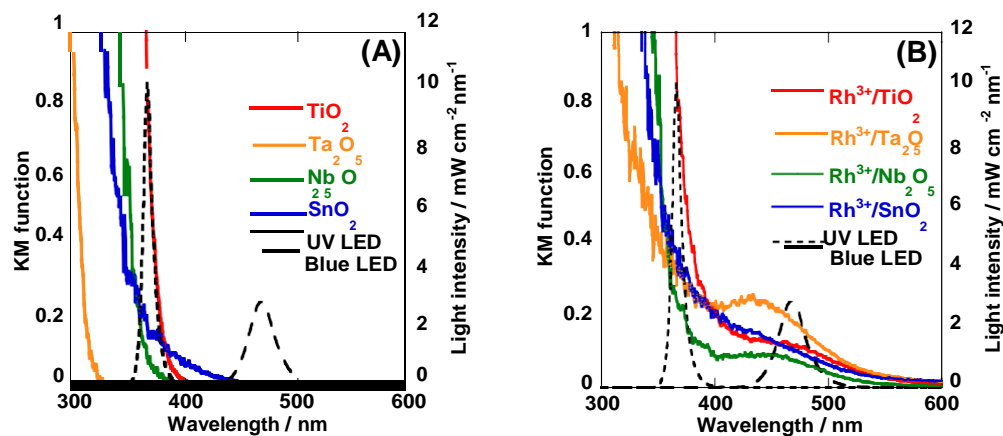 (A)
1
0.8
0.6
0.4
0.2
0
KM function
12
10
8
6
4
2
0
Light intensity / mW cm-2 nm-1
TiO2
Ta2O5
Nb2O5
SnO2
UV LED
Blue LED
300 400 500 600
Wavelength / nm
(B)
1
0.8
0.6
0.4
0.2
0
KM function
12
10
8
6
4
2
0
Light intensity / mW cm-2 nm-1
Rh3+/TiO2
Rh3+/Ta2O5
Rh3+/Nb2O5
Rh3+/SnO2
UV LED
Blue LED
300 400 500 600
Wavelength / nm